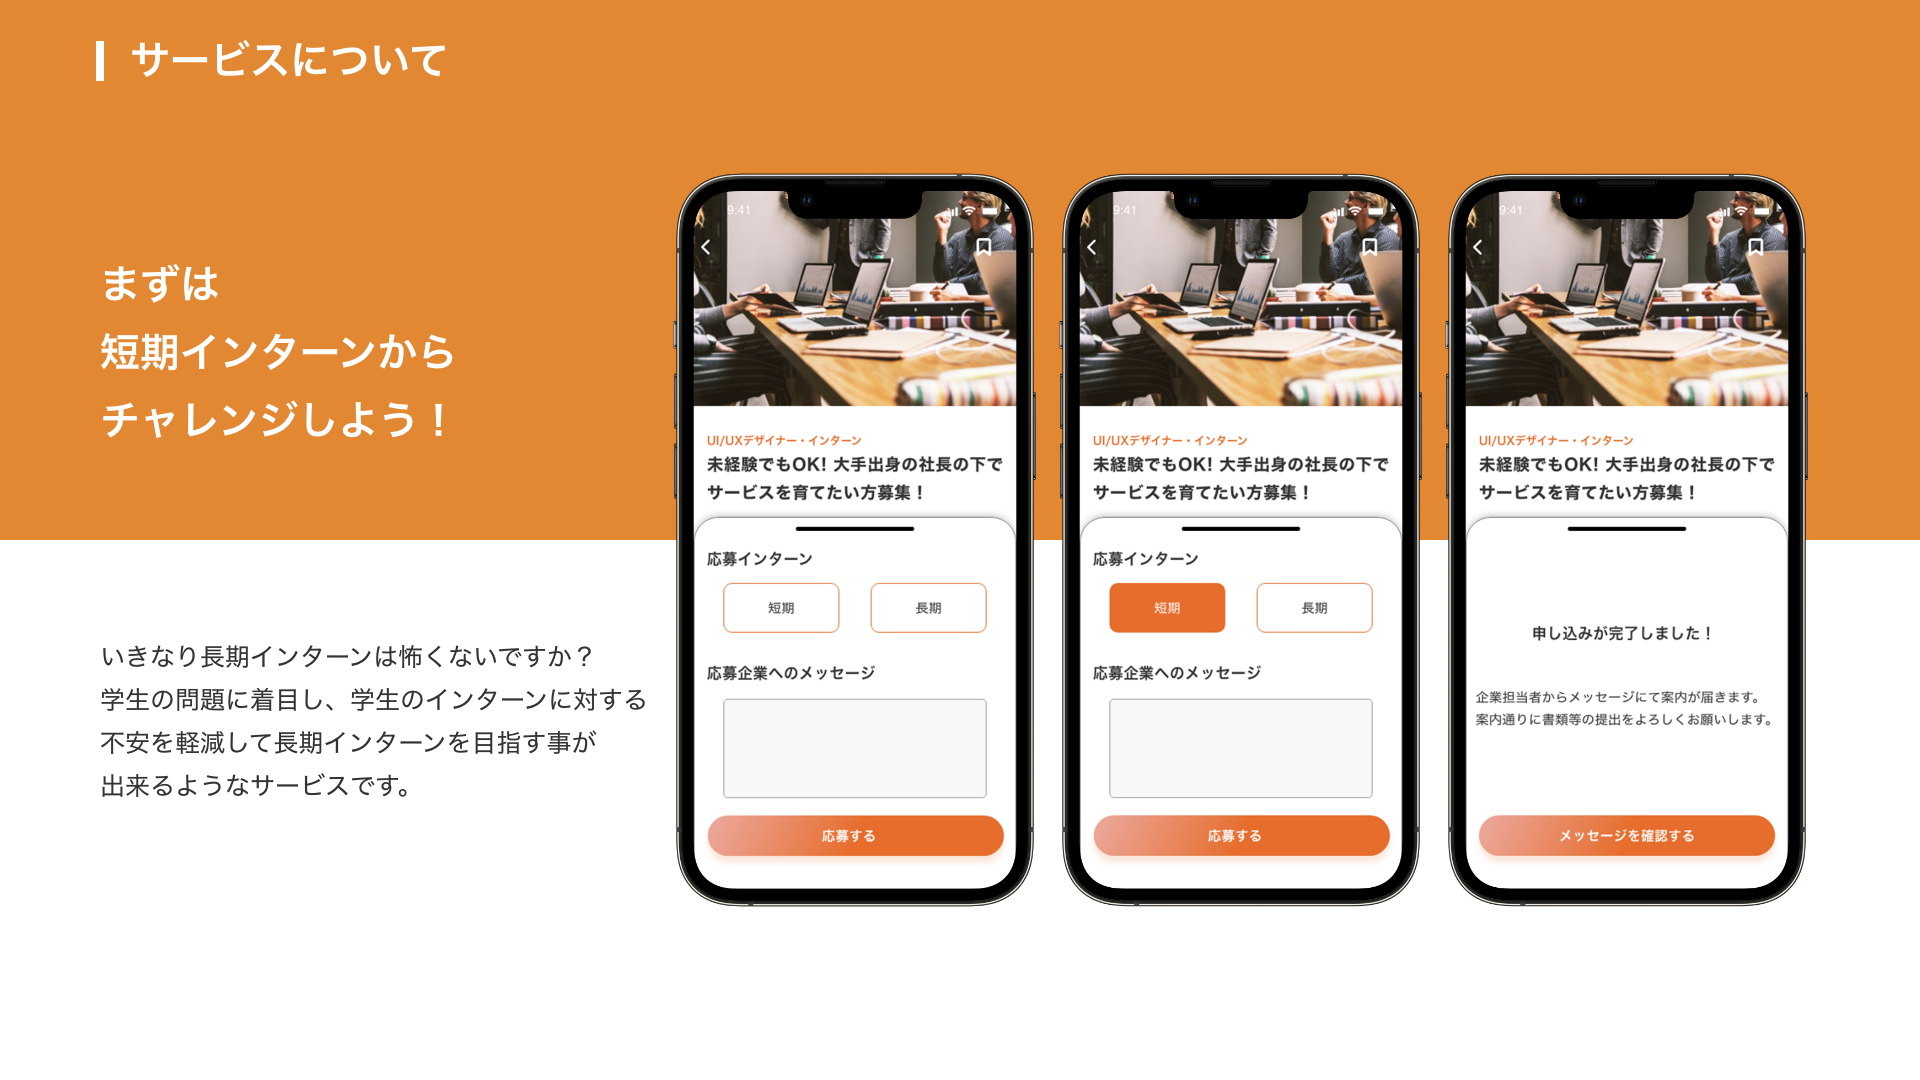 サービスについて
まずは
短期インターンから
チャレンジしよう！
いきなり長期インターンは怖くないですか？
学生の問題に着目し、学生のインターンに対する
不安を軽減して長期インターンを目指す事が
出来るようなサービスです。
9:41
UI/UXデザイナー・インターン
未経験でもOK! 大手出身の社長の下で
サービスを育てたい方募集！
応募インターン
短期
長期
応募企業へのメッセージ
応募する
9:41
UI/UXデザイナー・インターン
未経験でもOK! 大手出身の社長の下で
サービスを育てたい方募集！
応募インターン
短期
長期
応募企業へのメッセージ
応募する
9:41
UI/UXデザイナー・インターン
未経験でもOK! 大手出身の社長の下で
サービスを育てたい方募集！
申し込みが完了しました！
企業担当者からメッセージにて案内が届きます。
案内通りに書類等の提出をよろしくお願いします。
メッセージを確認する